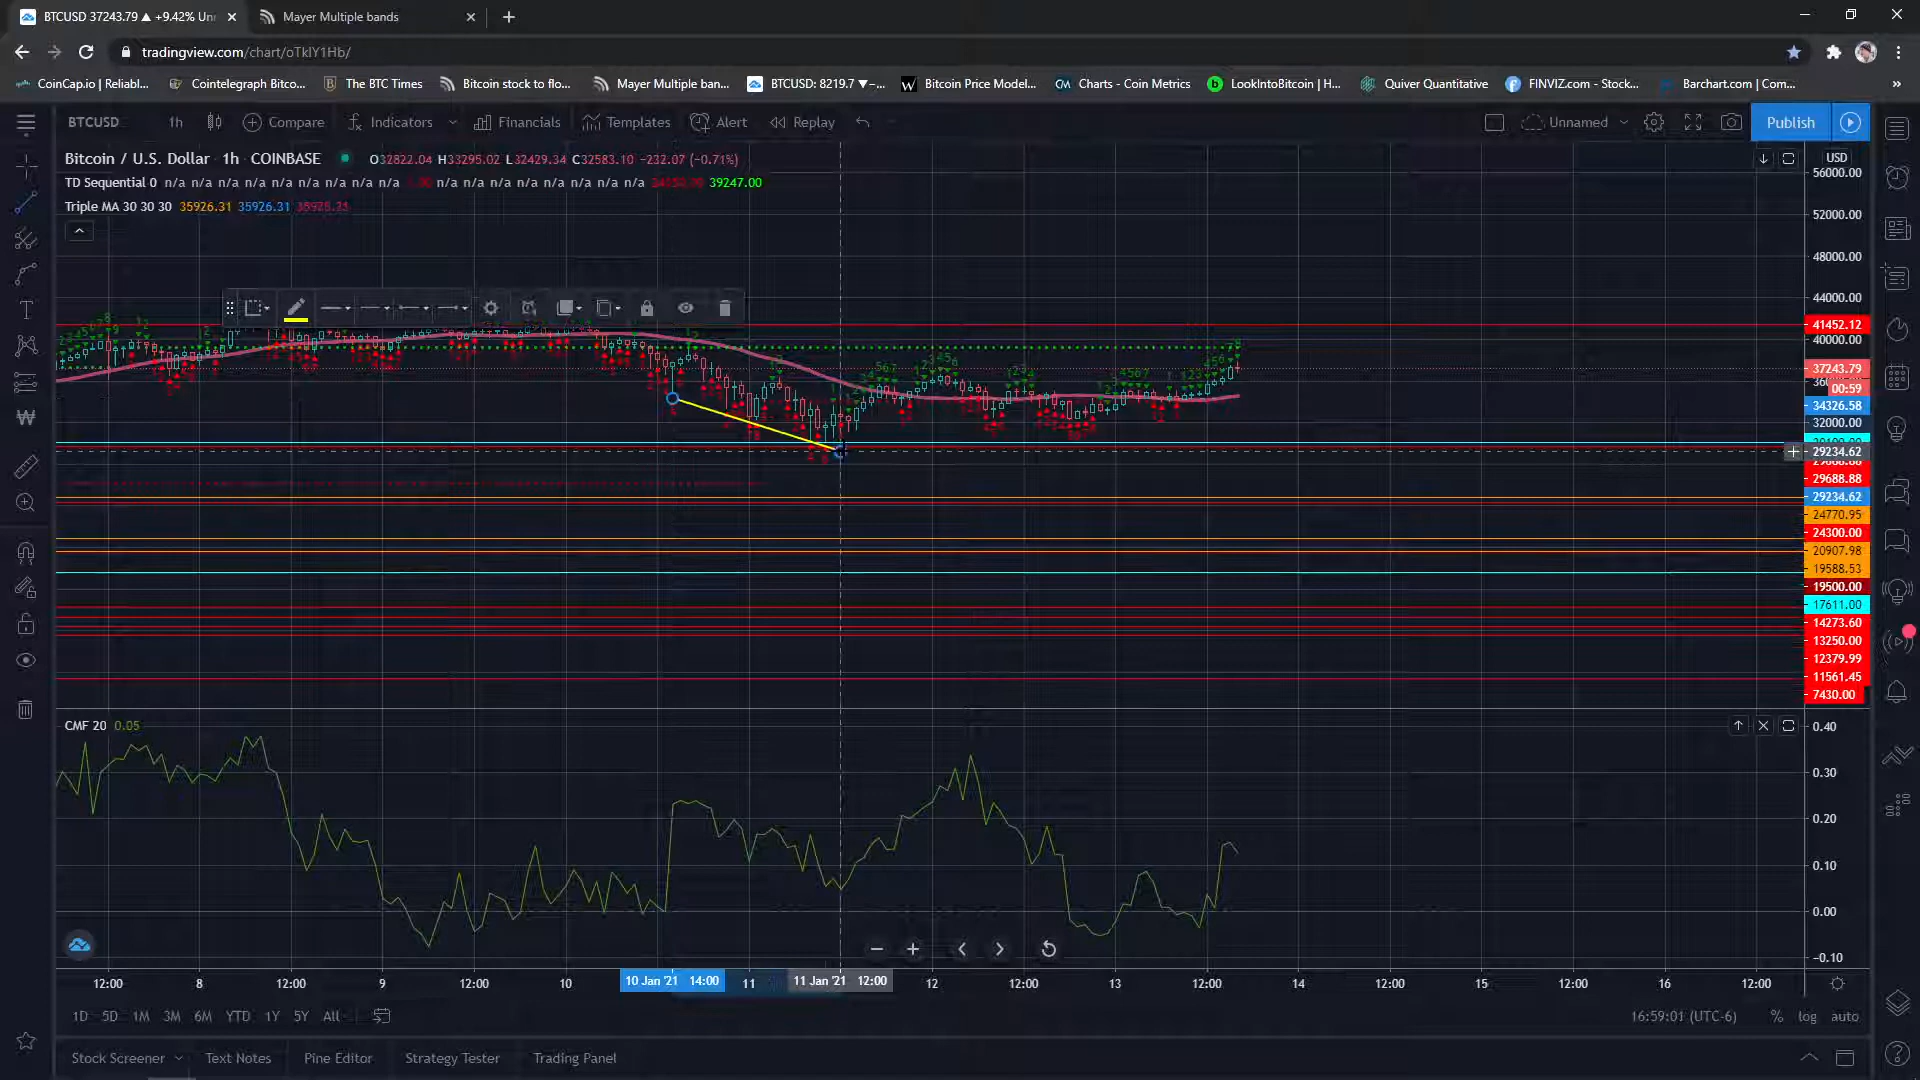 BTCUSD 37243.79 ▲ +9.42% Un
Mayer Multiple bands
tradingview.com/chart/oTkIY1Hb/
CoinCap.io | Reliabl...
Cointelegraph Bitco...
The BTC Times
Bitcoin stock to flo...
Mayer Multiple ban...
BTCUSD: 8219.7 ▼−...
Bitcoin Price Model...
CM Charts - Coin Metrics
LookIntoBitcoin | H...
Quiver Quantitative
FINVIZ.com - Stock...
Barchart.com | Com...
»
BTCUSD
1h
Compare
Indicators
Financials
Templates
Alert
Replay
Unnamed
Publish
Bitcoin / U.S. Dollar 1h COINBASE
O32822.04 H33295.02 L32429.34 C32583.10 −232.07 (−0.71%)
TD Sequential 0 n/a n/a n/a n/a n/a n/a n/a n/a n/a n/a n/a n/a n/a n/a n/a n/a n/a n/a 39247.00
Triple MA 30 30 30 35926.31 35926.31 35926.31
USD
56000.00
52000.00
48000.00
44000.00
41452.12
40000.00
37243.79
00:59
34326.58
32000.00
29234.62
29688.88
29234.62
24770.95
24300.00
20907.98
19588.53
19500.00
17611.00
14273.60
13250.00
12379.99
11561.45
7430.00
CMF 20 0.05
0.40
0.30
0.20
0.10
0.00
−0.10
12:00
8
12:00
9
12:00
10
10 Jan '21 14:00
11
11 Jan '21 12:00
12
12:00
13
12:00
14
12:00
15
12:00
16
12:00
1D 5D 1M 3M 6M YTD 1Y 5Y All
16:59:01 (UTC-6)
% log auto
Stock Screener
Text Notes
Pine Editor
Strategy Tester
Trading Panel